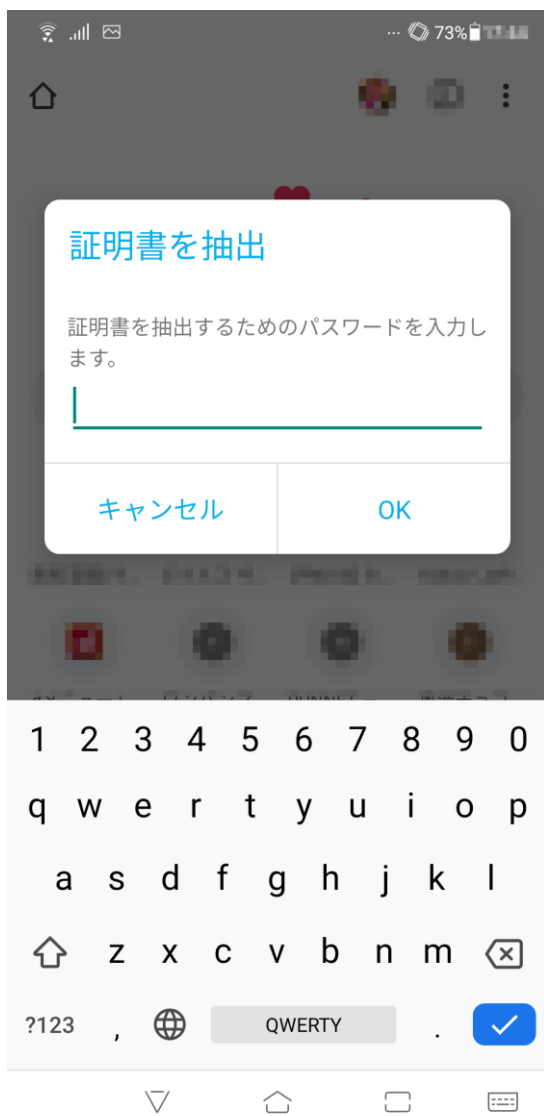 73%
証明書を抽出
証明書を抽出するためのパスワードを入力し
ます。
キャンセル OK
1 2 3 4 5 6 7 8 9 0
q w e r t y u i o p
a s d f g h j k l
z x c v b n m
?123 , QWERTY .